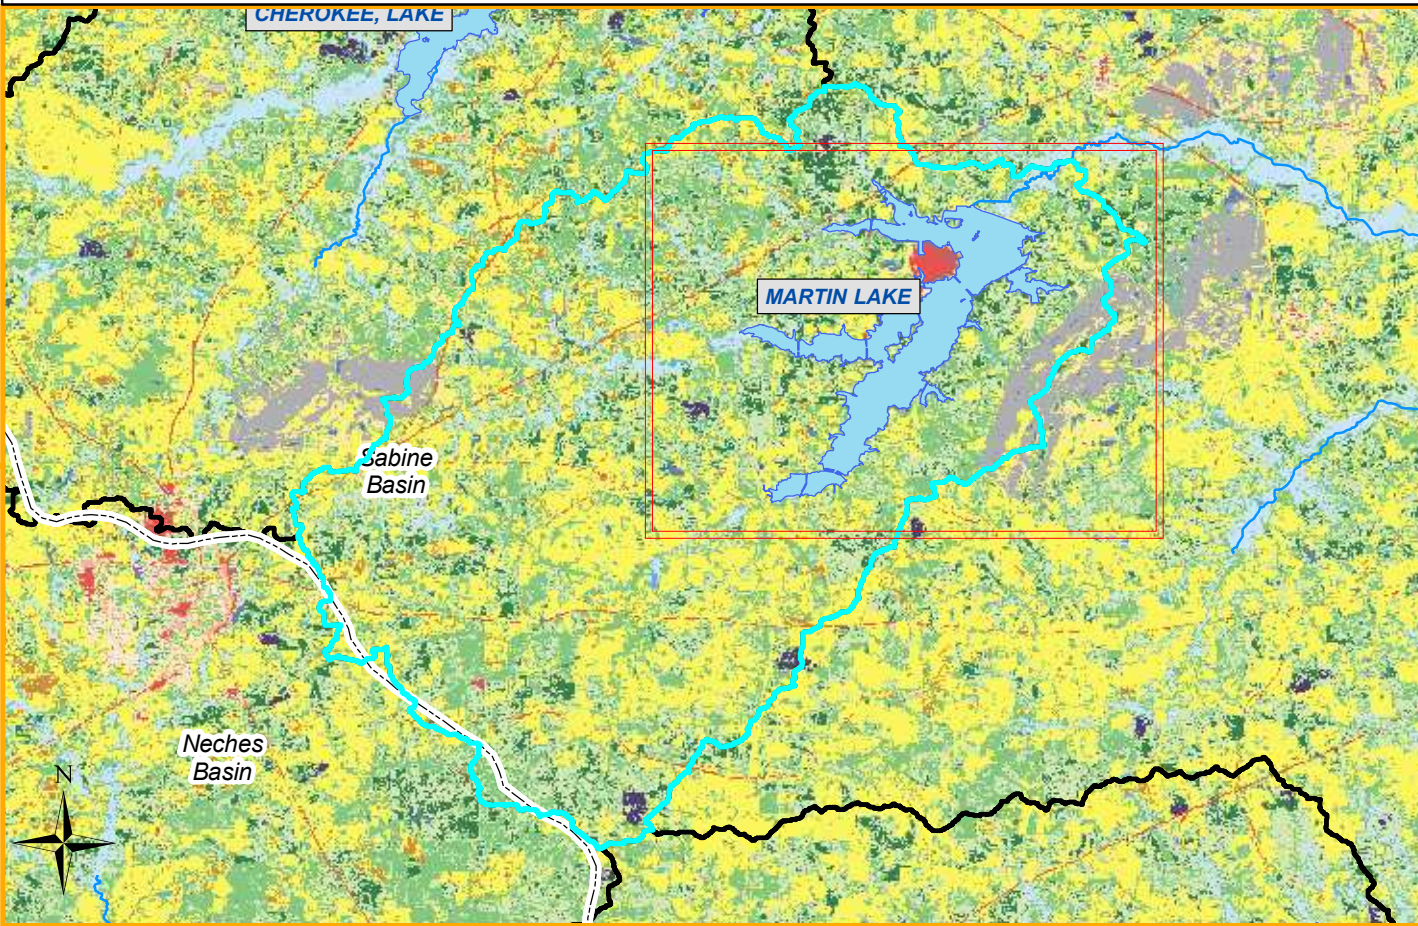 CHEROKEE, LAKE
MARTIN LAKE
Sabine
Basin
Neches
Basin
N